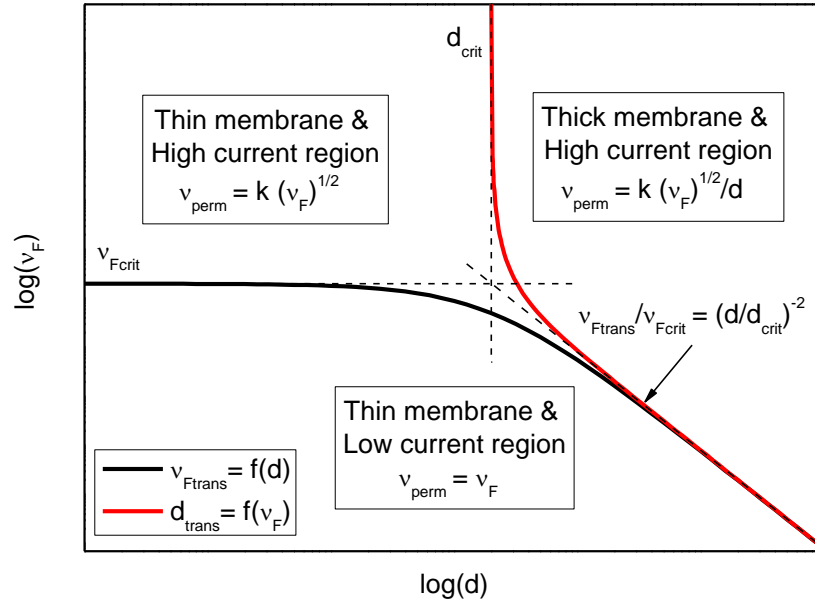 d_crit
Thin membrane &
High current region
ν_perm = k (ν_F)^1/2
Thick membrane &
High current region
ν_perm = k (ν_F)^1/2/d
log(ν_F)
ν_Fcrit
ν_Ftrans/ν_Fcrit = (d/d_crit)^-2
Thin membrane &
Low current region
ν_perm = ν_F
ν_Ftrans= f(d)
d_trans= f(ν_F)
log(d)